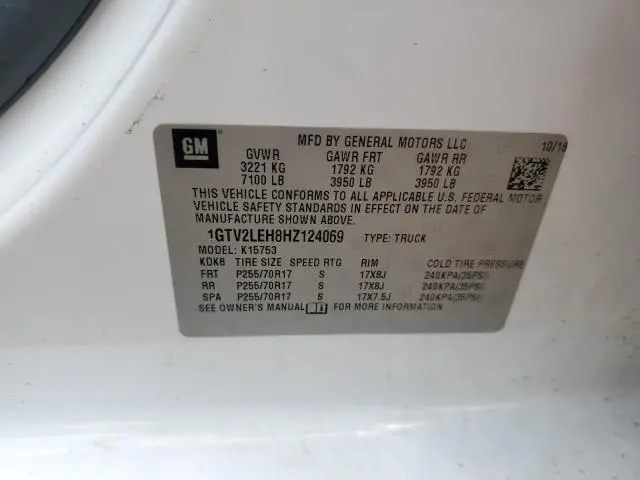 GM
MFD BY GENERAL MOTORS LLC 10/16
GVWR GAWR FRT GAWR RR
3221 KG 1792 KG 1792 KG
7100 LB 3950 LB 3950 LB
THIS VEHICLE CONFORMS TO ALL APPLICABLE U.S. FEDERAL MOTOR
VEHICLE SAFETY STANDARDS IN EFFECT ON THE DATE OF
MANUFACTURE SHOWN ABOVE.
1GTV2LEH8HZ124069 TYPE: TRUCK
MODEL: K15753
KDK8 TIRE SIZE SPEED RTG RIM COLD TIRE PRESSURE
FRT P255/70R17 S 17X8J 240KPA(35PSI)
RR P255/70R17 S 17X8J 240KPA(35PSI)
SPA P255/70R17 S 17X7.5J 240KPA(35PSI)
SEE OWNER'S MANUAL FOR MORE INFORMATION